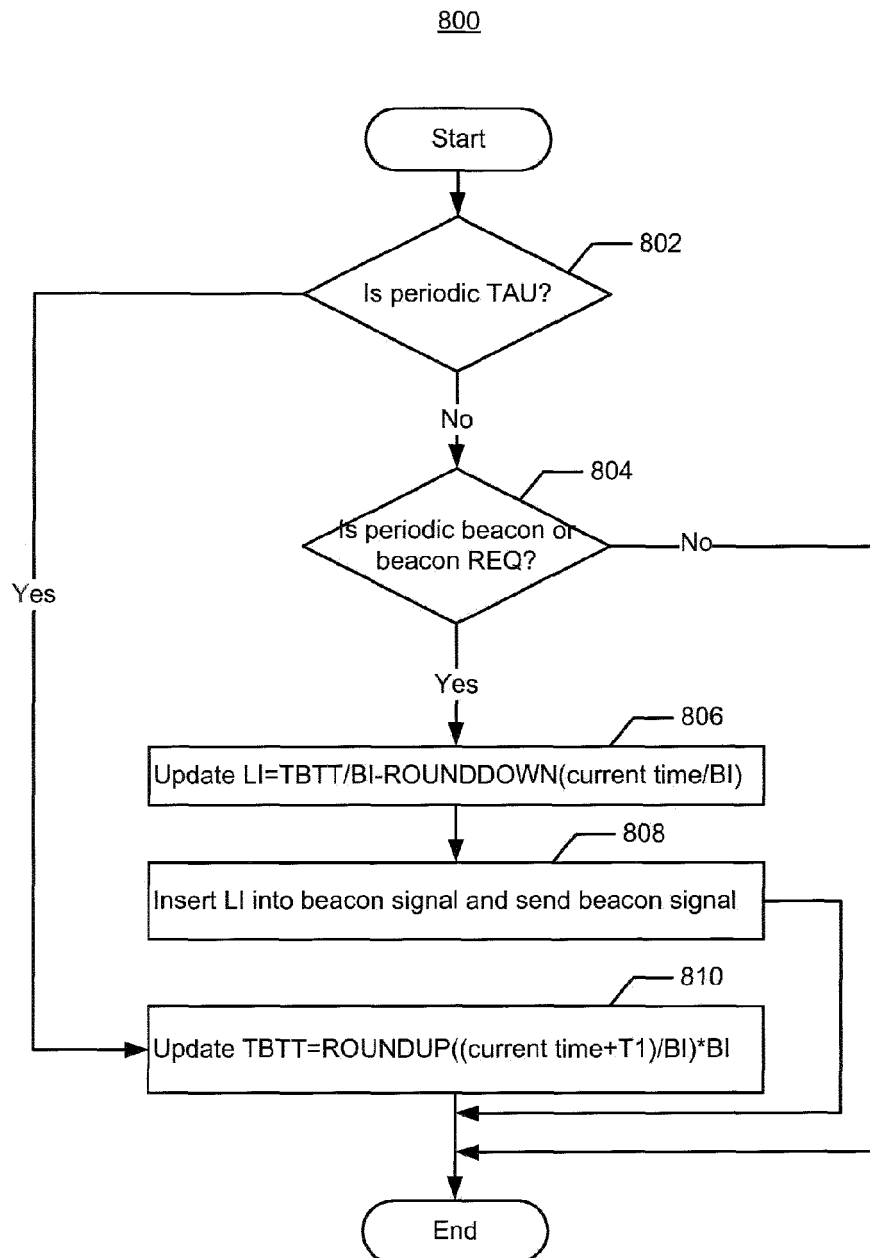 800
Start
802
Is periodic TAU?
No
804
Is periodic beacon or
beacon REQ?
No
Yes
Yes
806
Update LI=TBTT/BI-ROUNDDOWN(current time/BI)
808
Insert LI into beacon signal and send beacon signal
810
Update TBTT=ROUNDUP((current time+T1)/BI)*BI
End